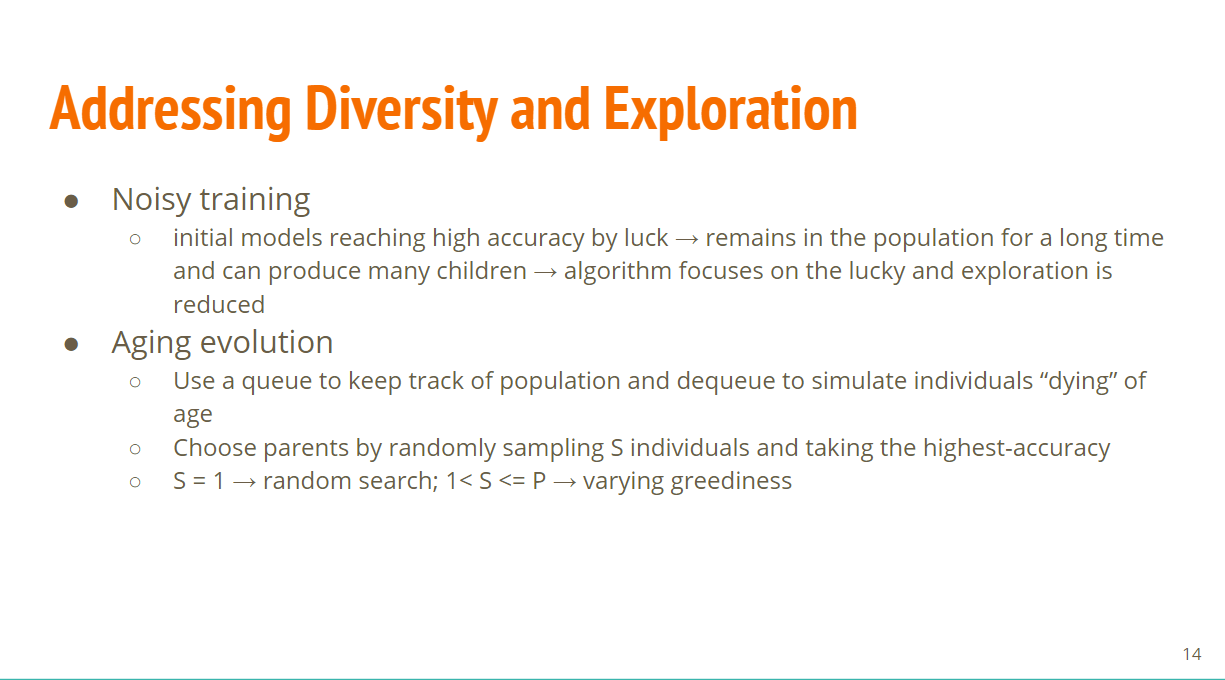 Addressing Diversity and Exploration
● Noisy training
○ initial models reaching high accuracy by luck → remains in the population for a long time
and can produce many children → algorithm focuses on the lucky and exploration is
reduced
● Aging evolution
○ Use a queue to keep track of population and dequeue to simulate individuals “dying” of
age
○ Choose parents by randomly sampling S individuals and taking the highest-accuracy
○ S = 1 → random search; 1< S <= P → varying greediness
14